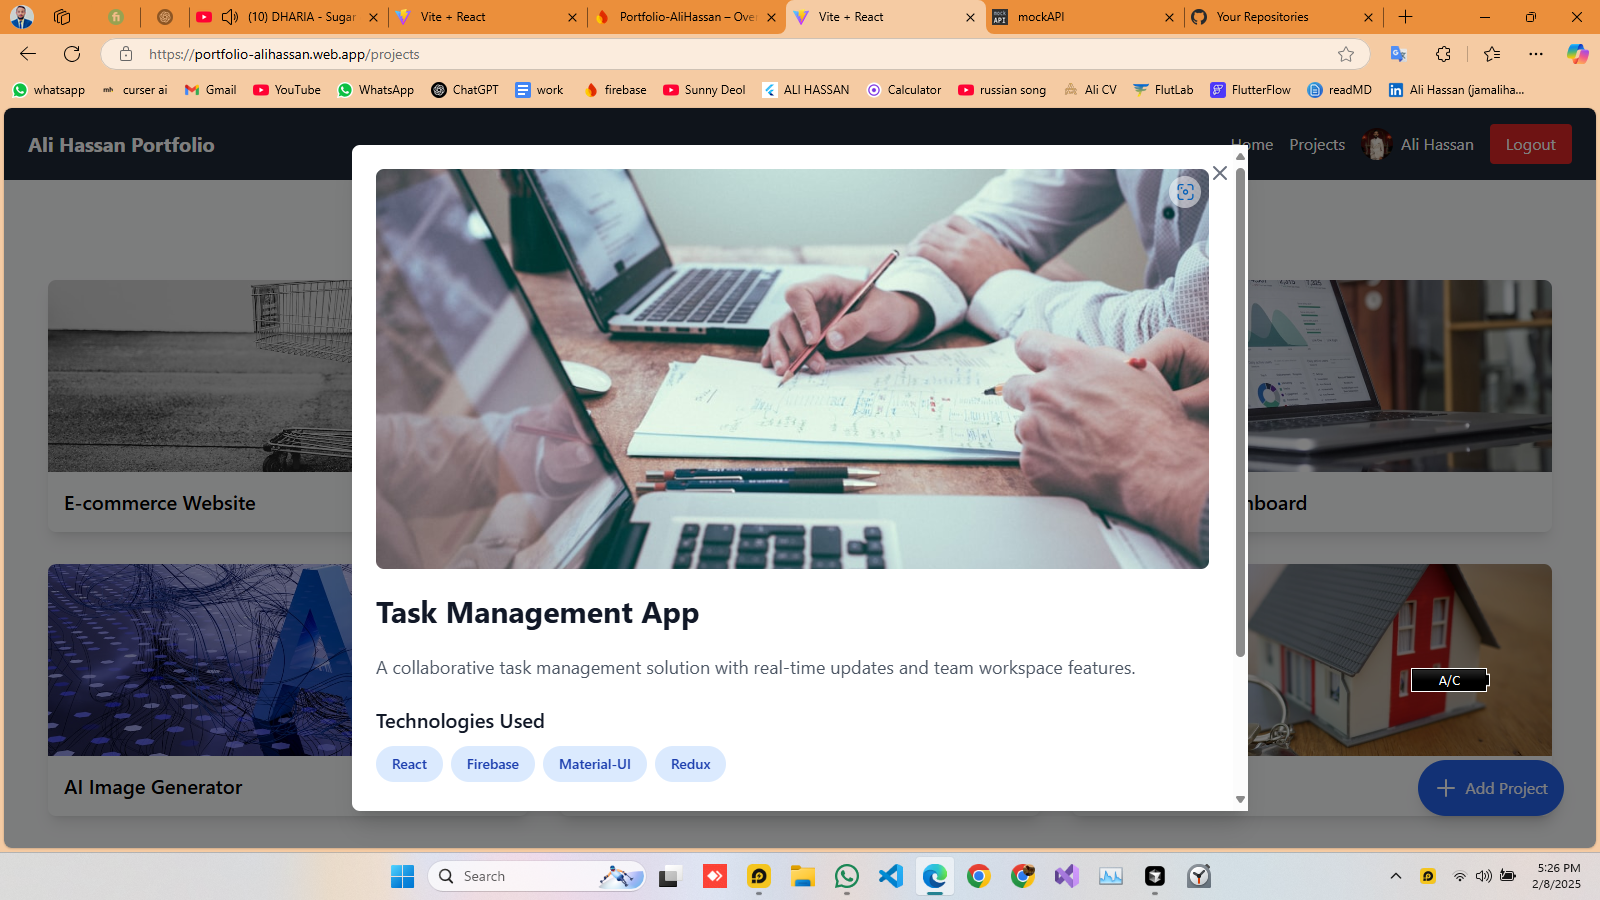 (10) DHARIA - Sugar
Vite + React
Portfolio-AliHassan – Over
Vite + React
mockAPI
Your Repositories
https://portfolio-alihassan.web.app/projects
whatsapp
curser ai
Gmail
YouTube
WhatsApp
ChatGPT
work
firebase
Sunny Deol
ALI HASSAN
Calculator
russian song
Ali CV
FlutLab
FlutterFlow
readMD
Ali Hassan (jamaliha...
Ali Hassan Portfolio
Home
Projects
Ali Hassan
Logout
E-commerce Website
nboard
Task Management App
A collaborative task management solution with real-time updates and team workspace features.
Technologies Used
React
Firebase
Material-UI
Redux
A/C
AI Image Generator
Add Project
Search
5:26 PM
2/8/2025